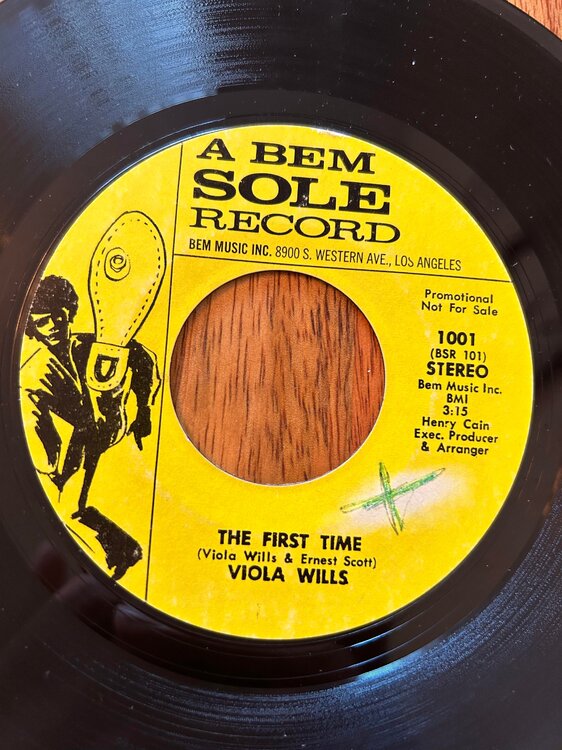 A BEM
SOLE
RECORD
BEM MUSIC INC. 8900 S. WESTERN AVE., LOS ANGELES
Promotional
Not For Sale
1001
(BSR 101)
STEREO
Bem Music Inc.
BMI
3:15
Henry Cain
Exec. Producer
& Arranger
THE FIRST TIME
(Viola Wills & Ernest Scott)
VIOLA WILLS